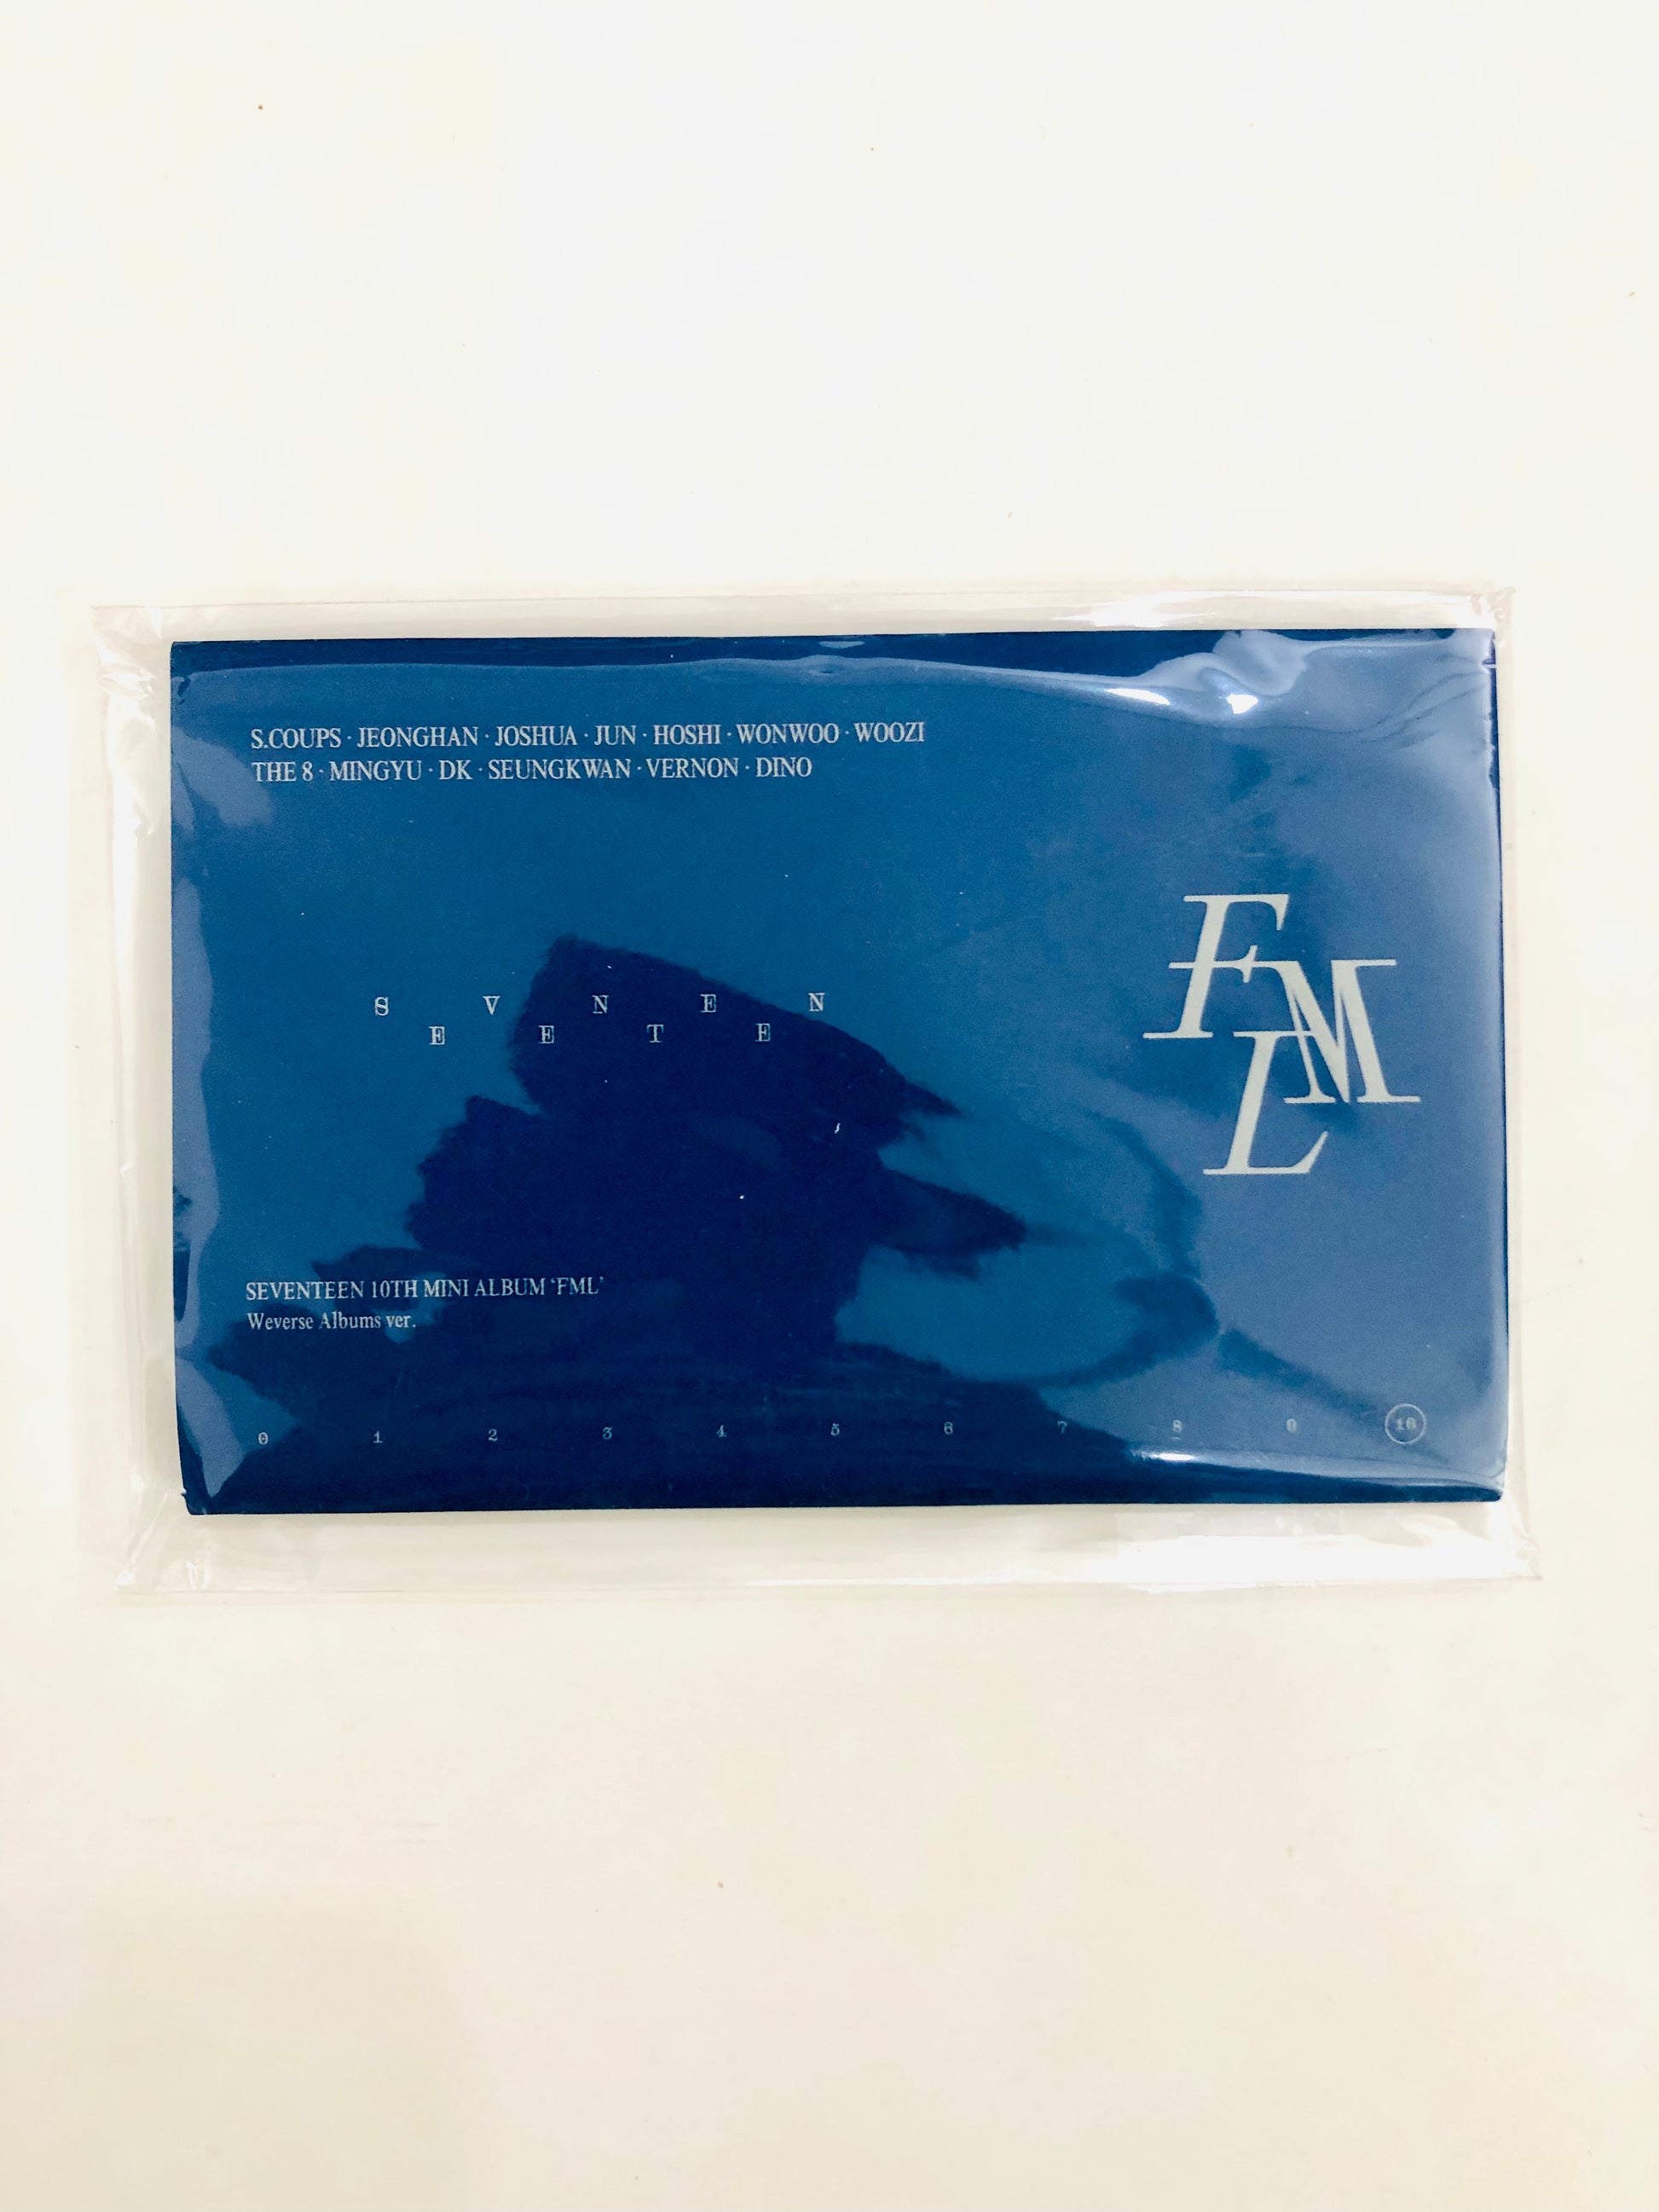 S.COUPS · JEONGHAN · JOSHUA · JUN · HOSHI · WONWOO · WOOZI
THE 8 · MINGYU · DK · SEUNGKWAN · VERNON · DINO
F
M
L
S V N E N
E E T E
SEVENTEEN 10TH MINI ALBUM ‘FML’
Weverse Albums ver.
0 1 2 3 4 5 6 7 8 9 10